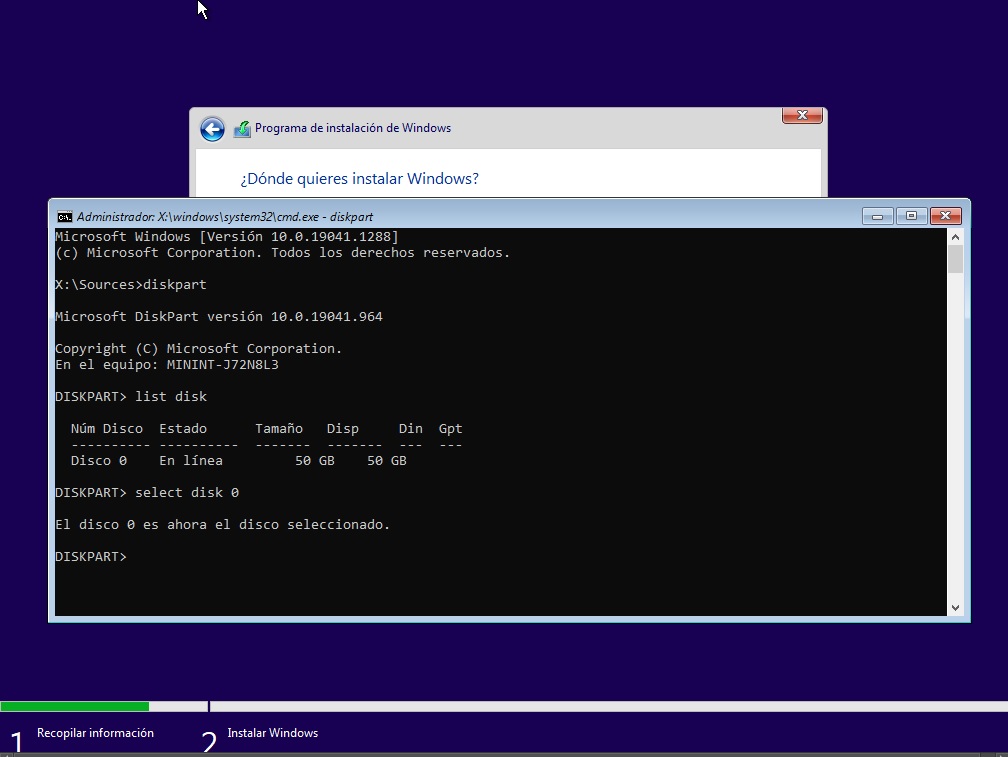 Programa de instalación de Windows
¿Dónde quieres instalar Windows?
Administrador: X:\windows\system32\cmd.exe - diskpart
Microsoft Windows [Versión 10.0.19041.1288]
(c) Microsoft Corporation. Todos los derechos reservados.
X:\Sources>diskpart
Microsoft DiskPart versión 10.0.19041.964
Copyright (C) Microsoft Corporation.
En el equipo: MININT-J72N8L3
DISKPART> list disk
Núm Disco  Estado      Tamaño   Disp     Din  Gpt
---------- ----------  -------  -------  ---  ---
Disco 0    En línea         50 GB    50 GB
DISKPART> select disk 0
El disco 0 es ahora el disco seleccionado.
DISKPART>
1 Recopilar información 2 Instalar Windows